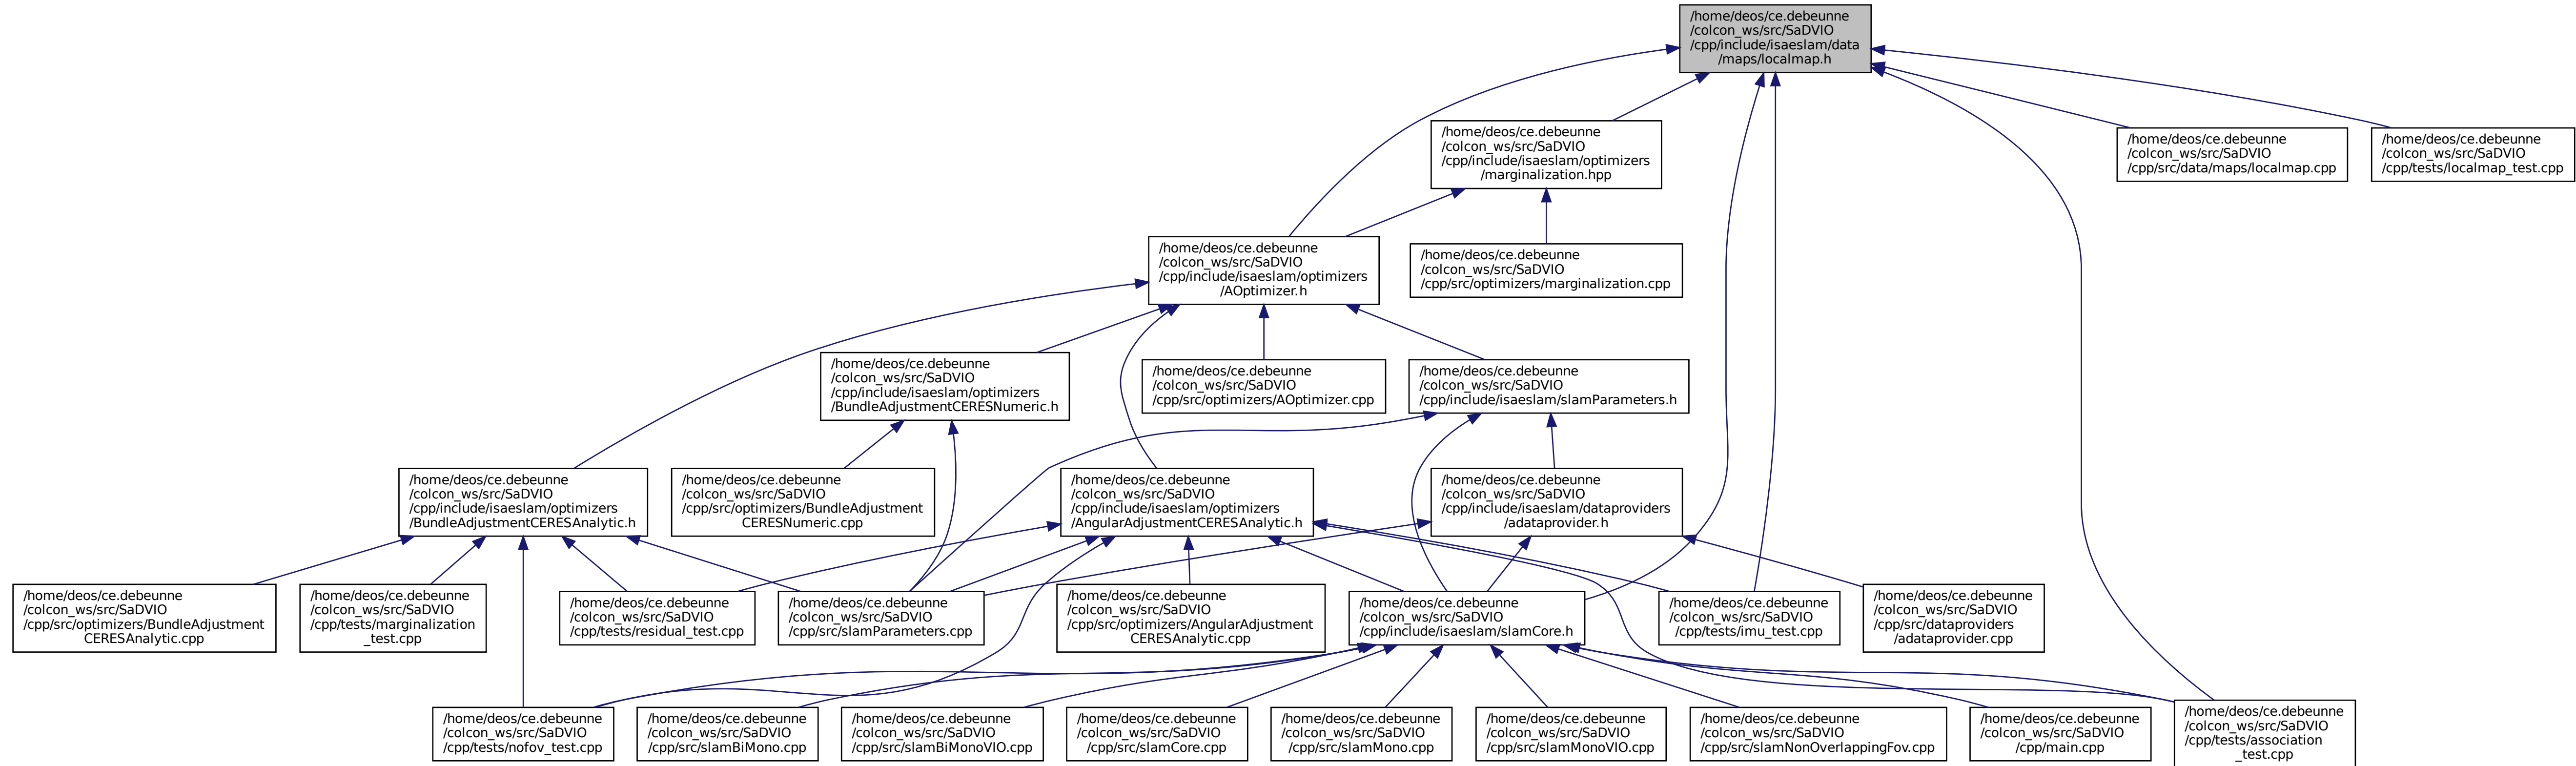 /home/deos/ce.debeunne
/colcon_ws/src/SaDVIO
/cpp/include/isaeslam/data
/maps/localmap.h
/home/deos/ce.debeunne
/colcon_ws/src/SaDVIO
/cpp/include/isaeslam/optimizers
/marginalization.hpp
/home/deos/ce.debeunne
/colcon_ws/src/SaDVIO
/cpp/src/data/maps/localmap.cpp
/home/deos/ce.debeunne
/colcon_ws/src/SaDVIO
/cpp/tests/localmap_test.cpp
/home/deos/ce.debeunne
/colcon_ws/src/SaDVIO
/cpp/include/isaeslam/optimizers
/AOptimizer.h
/home/deos/ce.debeunne
/colcon_ws/src/SaDVIO
/cpp/src/optimizers/marginalization.cpp
/home/deos/ce.debeunne
/colcon_ws/src/SaDVIO
/cpp/include/isaeslam/optimizers
/BundleAdjustmentCERESNumeric.h
/home/deos/ce.debeunne
/colcon_ws/src/SaDVIO
/cpp/src/optimizers/AOptimizer.cpp
/home/deos/ce.debeunne
/colcon_ws/src/SaDVIO
/cpp/include/isaeslam/slamParameters.h
/home/deos/ce.debeunne
/colcon_ws/src/SaDVIO
/cpp/include/isaeslam/optimizers
/BundleAdjustmentCERESAnalytic.h
/home/deos/ce.debeunne
/colcon_ws/src/SaDVIO
/cpp/src/optimizers/BundleAdjustment
CERESNumeric.cpp
/home/deos/ce.debeunne
/colcon_ws/src/SaDVIO
/cpp/include/isaeslam/optimizers
/AngularAdjustmentCERESAnalytic.h
/home/deos/ce.debeunne
/colcon_ws/src/SaDVIO
/cpp/include/isaeslam/dataproviders
/adataprovider.h
/home/deos/ce.debeunne
/colcon_ws/src/SaDVIO
/cpp/src/optimizers/BundleAdjustment
CERESAnalytic.cpp
/home/deos/ce.debeunne
/colcon_ws/src/SaDVIO
/cpp/tests/marginalization
_test.cpp
/home/deos/ce.debeunne
/colcon_ws/src/SaDVIO
/cpp/tests/residual_test.cpp
/home/deos/ce.debeunne
/colcon_ws/src/SaDVIO
/cpp/src/slamParameters.cpp
/home/deos/ce.debeunne
/colcon_ws/src/SaDVIO
/cpp/src/optimizers/AngularAdjustment
CERESAnalytic.cpp
/home/deos/ce.debeunne
/colcon_ws/src/SaDVIO
/cpp/include/isaeslam/slamCore.h
/home/deos/ce.debeunne
/colcon_ws/src/SaDVIO
/cpp/tests/imu_test.cpp
/home/deos/ce.debeunne
/colcon_ws/src/SaDVIO
/cpp/src/dataproviders
/adataprovider.cpp
/home/deos/ce.debeunne
/colcon_ws/src/SaDVIO
/cpp/tests/nofov_test.cpp
/home/deos/ce.debeunne
/colcon_ws/src/SaDVIO
/cpp/src/slamBiMono.cpp
/home/deos/ce.debeunne
/colcon_ws/src/SaDVIO
/cpp/src/slamBiMonoVIO.cpp
/home/deos/ce.debeunne
/colcon_ws/src/SaDVIO
/cpp/src/slamCore.cpp
/home/deos/ce.debeunne
/colcon_ws/src/SaDVIO
/cpp/src/slamMono.cpp
/home/deos/ce.debeunne
/colcon_ws/src/SaDVIO
/cpp/src/slamMonoVIO.cpp
/home/deos/ce.debeunne
/colcon_ws/src/SaDVIO
/cpp/src/slamNonOverlappingFov.cpp
/home/deos/ce.debeunne
/colcon_ws/src/SaDVIO
/cpp/main.cpp
/home/deos/ce.debeunne
/colcon_ws/src/SaDVIO
/cpp/tests/association
_test.cpp